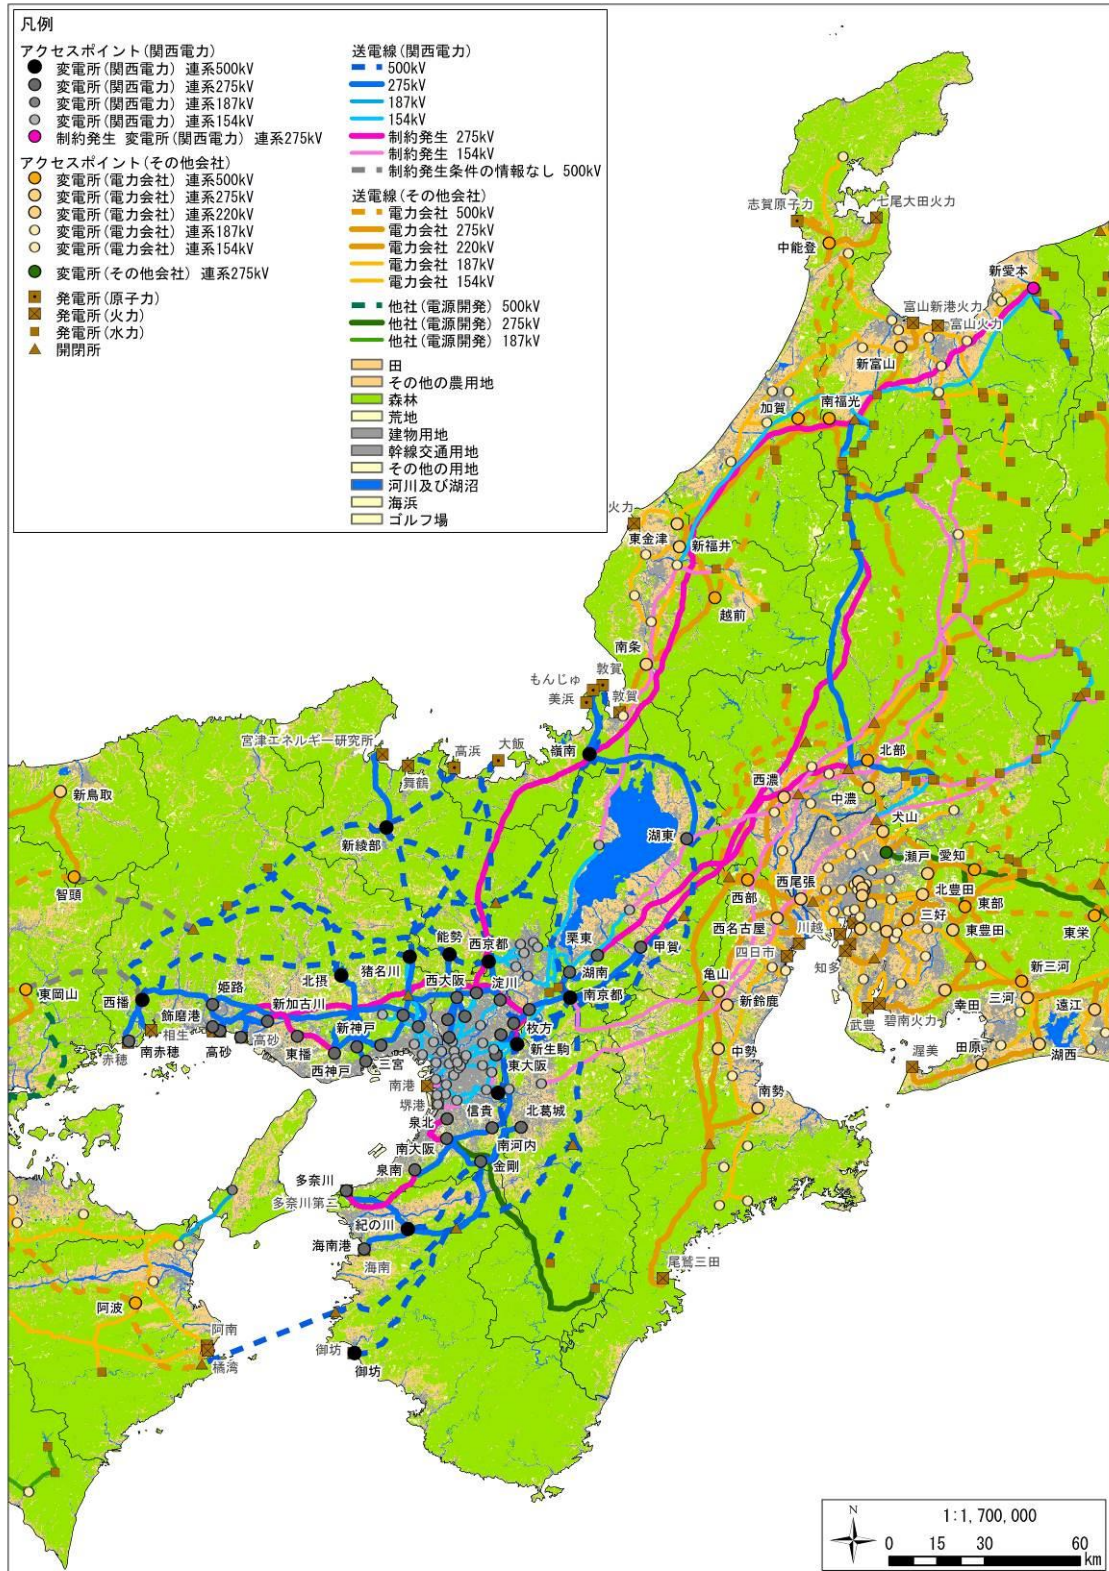 凡例
アクセスポイント(関西電力)
変電所(関西電力) 連系500kV
変電所(関西電力) 連系275kV
変電所(関西電力) 連系187kV
変電所(関西電力) 連系154kV
制約発生 変電所(関西電力) 連系275kV
アクセスポイント(その他会社)
変電所(電力会社) 連系500kV
変電所(電力会社) 連系275kV
変電所(電力会社) 連系220kV
変電所(電力会社) 連系187kV
変電所(電力会社) 連系154kV
変電所(その他会社) 連系275kV
発電所(原子力)
発電所(火力)
発電所(水力)
開閉所
送電線(関西電力)
500kV
275kV
187kV
154kV
制約発生 275kV
制約発生 154kV
制約発生条件の情報なし 500kV
送電線(その他会社)
電力会社 500kV
電力会社 275kV
電力会社 220kV
電力会社 187kV
電力会社 154kV
他社(電源開発) 500kV
他社(電源開発) 275kV
他社(電源開発) 187kV
田
その他の農用地
森林
荒地
建物用地
幹線交通用地
その他の用地
河川及び湖沼
海浜
ゴルフ場
志賀原子力
七尾大田火力
中能登
新愛本
富山新港火力
富山火力
新富山
加賀
南福光
火力
東金津
新福井
越前
南条
もんじゅ
敦賀
美浜
敦賀
宮津エネルギー研究所
高浜
大飯
舞鶴
嶺南
北部
西濃
新鳥取
中濃
犬山
湖東
新綾部
瀬戸
愛知
智頭
西尾張
北豊田
西部
東部
三好
西名古屋
川越
東豊田
東栄
能勢
西京都
栗東
甲賀
猪名川
四日市
知多
北摂
西大阪
淀川
湖南
亀山
新三河
東岡山
姫路
南京都
西播
新加古川
新鈴鹿
幸田
三河
遠江
飾磨港
新神戸
枚方
武豊
碧南火力
相生
高砂
高砂
新生駒
赤穂
南赤穂
東播
中勢
渥美
田原
湖西
西神戸
三宮
東大阪
南港
南勢
堺港
信貴
北葛城
泉北
南大阪
南河内
泉南
金剛
多奈川
多奈川第二
紀の川
海南港
海南
尾鷲三田
阿波
阿南
橘湾
御坊
御坊
N
1:1,700,000
0 15 30 60
km